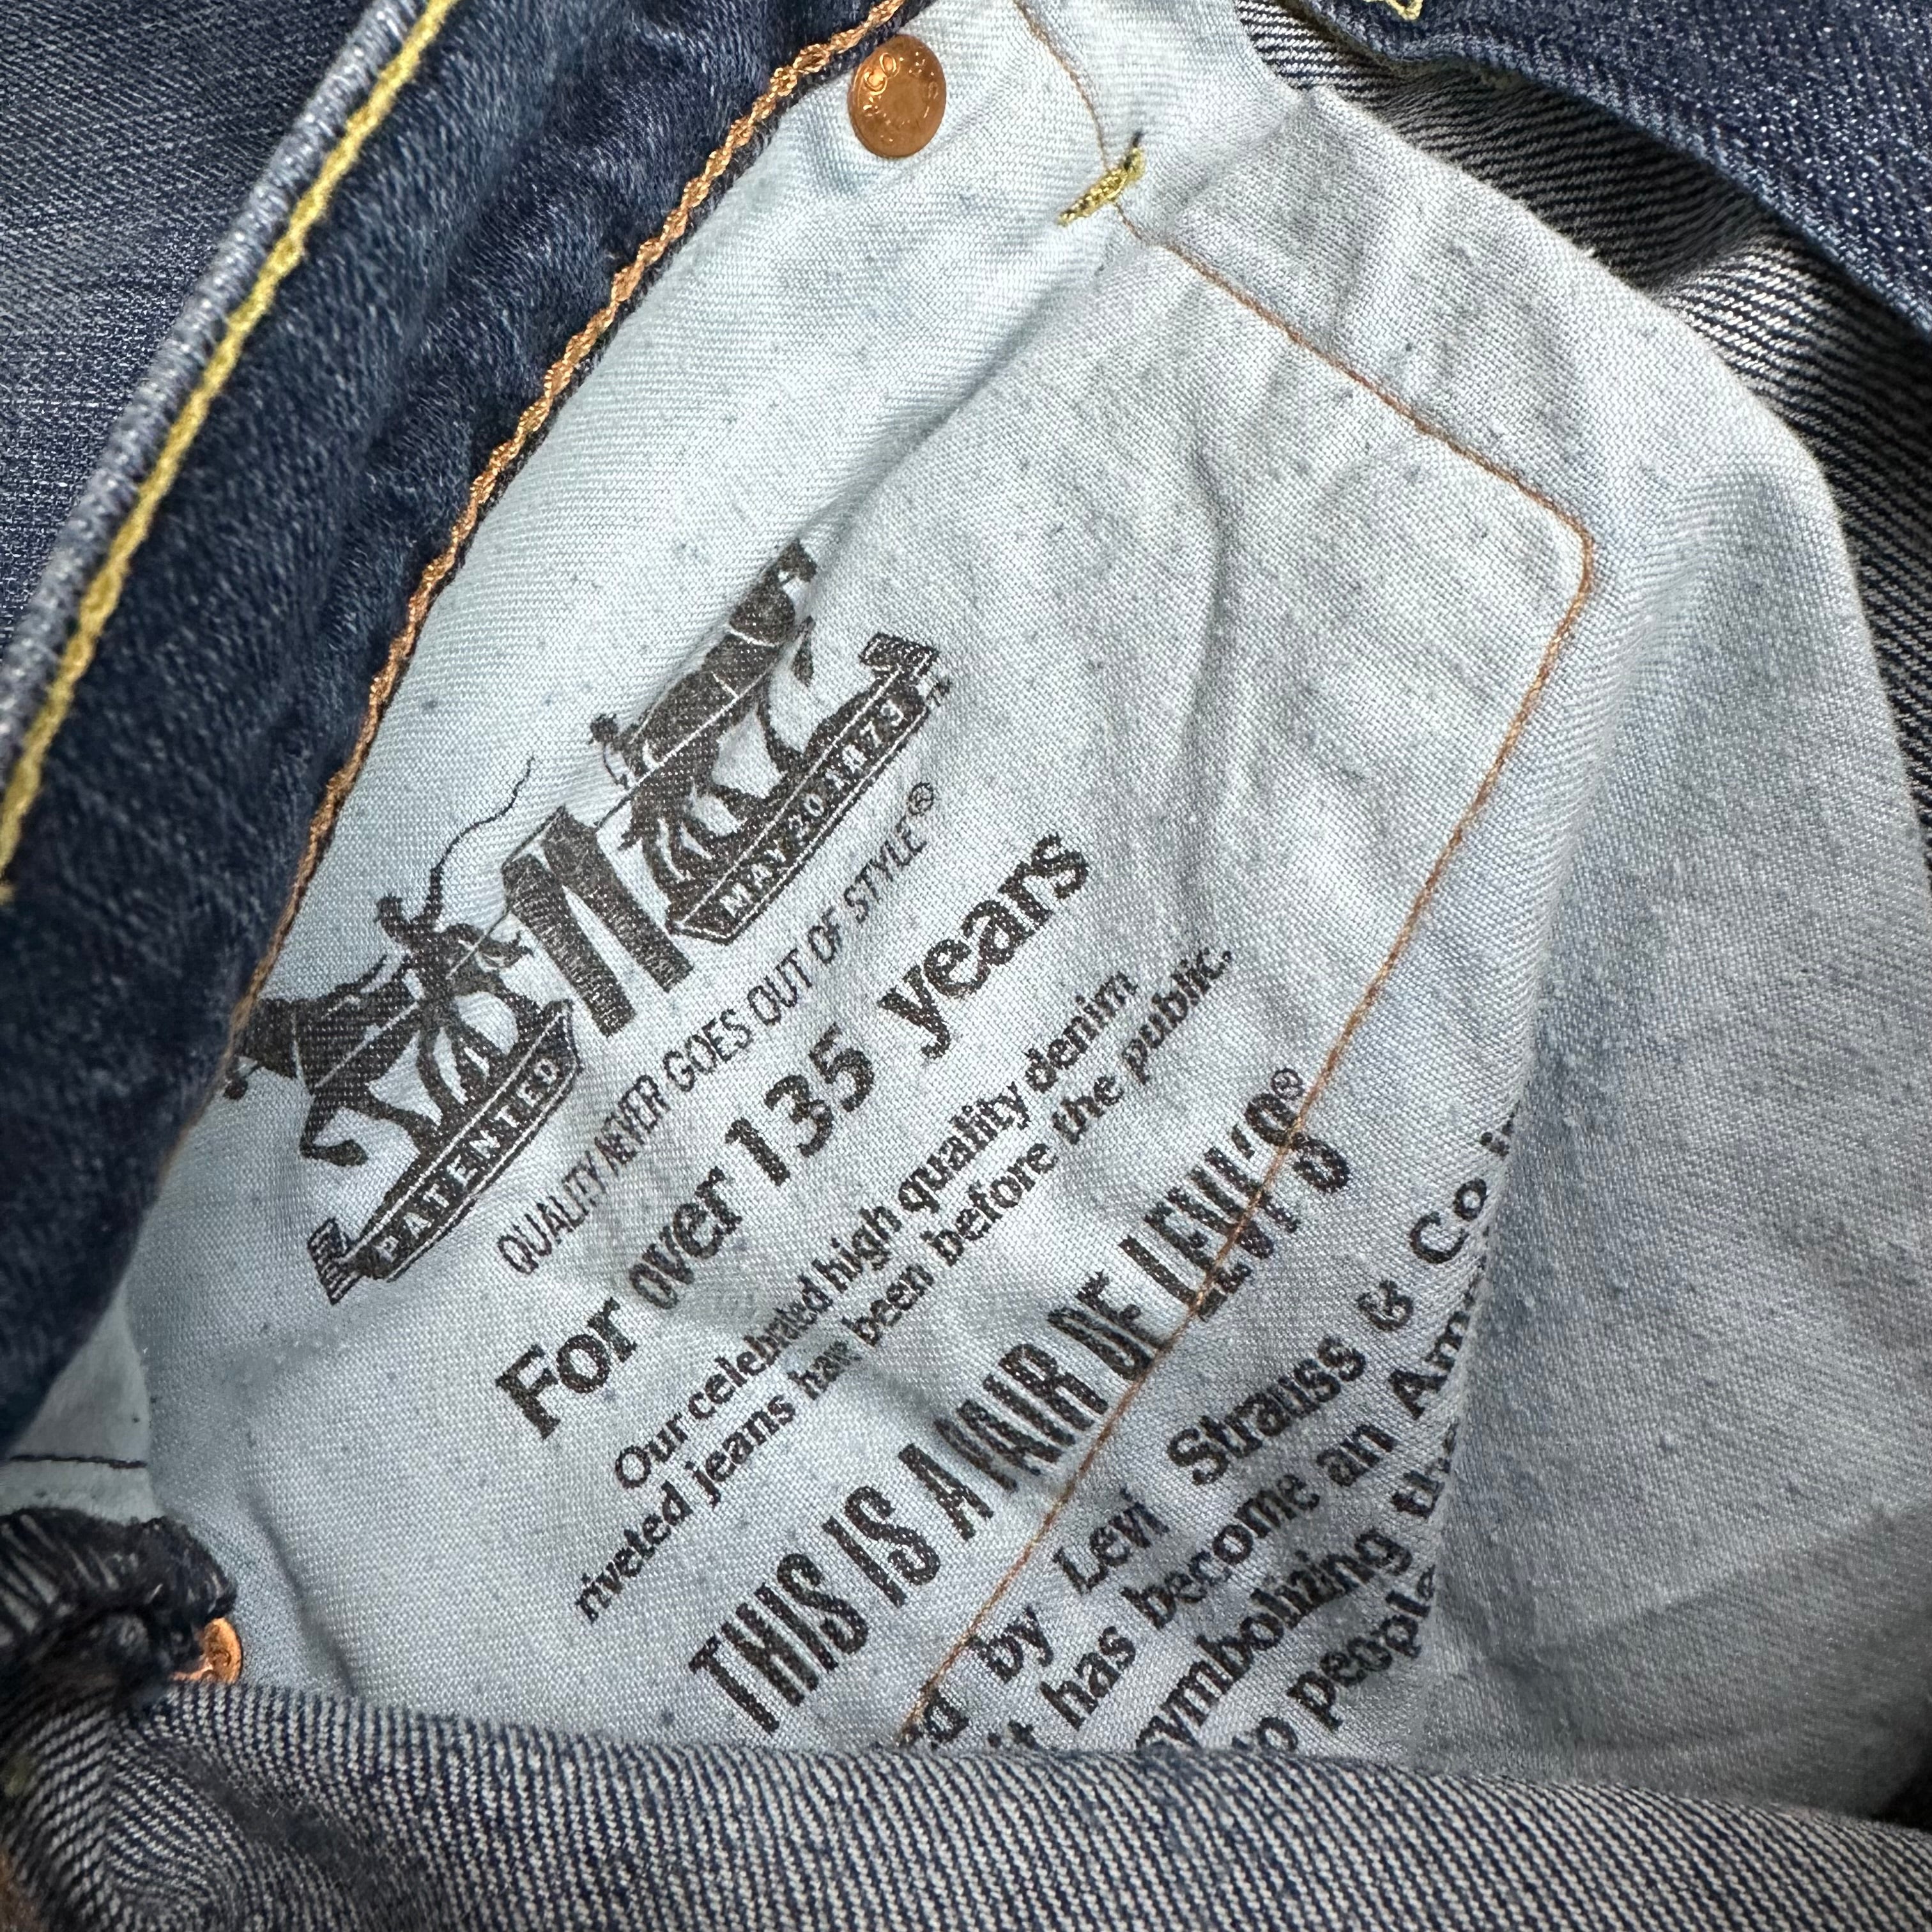 PATENTED
MAY 20 1873
QUALITY NEVER GOES OUT OF STYLE®
For over 135 years
Our celebrated high quality denim
riveted jeans have been before the public.
THIS IS A PAIR OF LEVI'S®
by Levi Strauss & Co
it has become an
symbolizing
to people